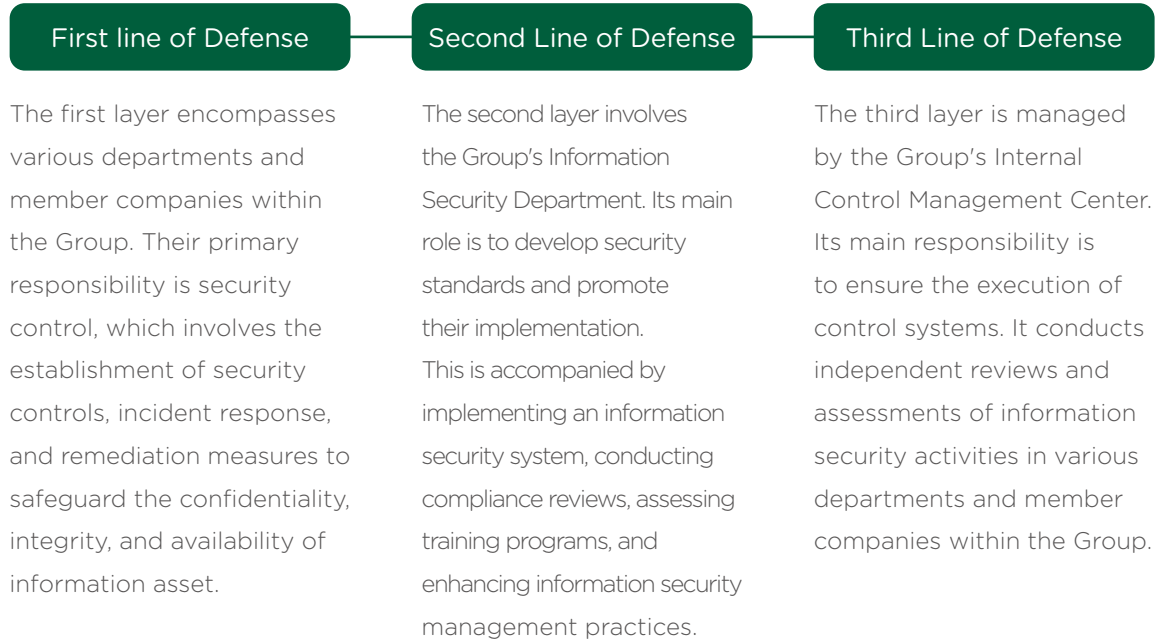 First line of Defense
The first layer encompasses
various departments and
member companies within
the Group. Their primary
responsibility is security
control, which involves the
establishment of security
controls, incident response,
and remediation measures to
safeguard the confidentiality,
integrity, and availability of
information asset.
Second Line of Defense
The second layer involves
the Group's Information
Security Department. Its main
role is to develop security
standards and promote
their implementation.
This is accompanied by
implementing an information
security system, conducting
compliance reviews, assessing
training programs, and
enhancing information security
management practices.
Third Line of Defense
The third layer is managed
by the Group's Internal
Control Management Center.
Its main responsibility is
to ensure the execution of
control systems. It conducts
independent reviews and
assessments of information
security activities in various
departments and member
companies within the Group.